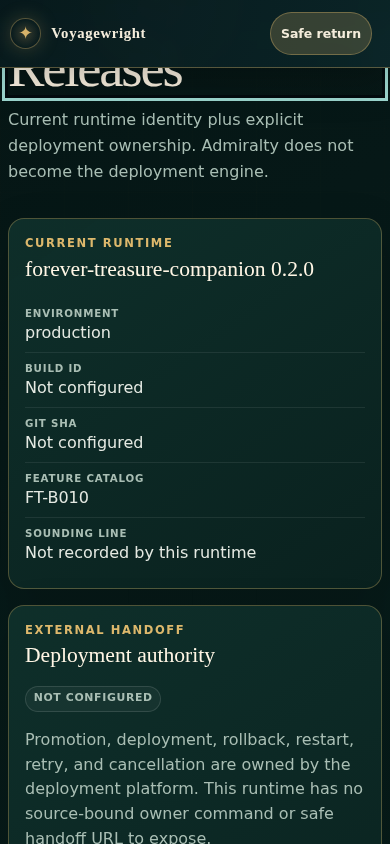 Voyagewright
Safe return
Releases
Current runtime identity plus explicit
deployment ownership. Admiralty does not
become the deployment engine.
CURRENT RUNTIME
forever-treasure-companion 0.2.0
ENVIRONMENT
production
BUILD ID
Not configured
GIT SHA
Not configured
FEATURE CATALOG
FT-B010
SOUNDING LINE
Not recorded by this runtime
EXTERNAL HANDOFF
Deployment authority
NOT CONFIGURED
Promotion, deployment, rollback, restart,
retry, and cancellation are owned by the
deployment platform. This runtime has no
source-bound owner command or safe
handoff URL to expose.